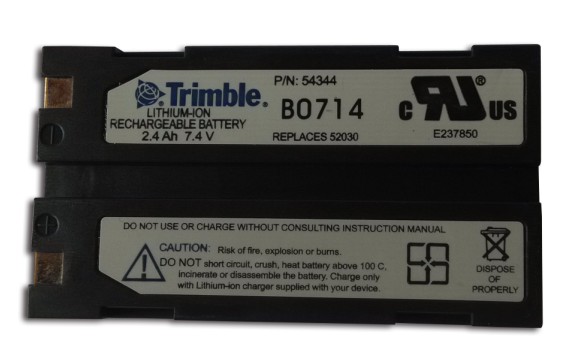 P/N: 54344
Trimble.
LITHIUM-ION
RECHARGEABLE BATTERY
2.4 Ah 7.4 V
B0714
REPLACES 52030
c RU ® US
E237850
DO NOT USE OR CHARGE WITHOUT CONSULTING INSTRUCTION MANUAL
CAUTION: Risk of fire, explosion or burns.
DO NOT short circuit, crush, heat battery above 100 C,
incinerate or disassemble the battery. Charge only
with Lithium-ion charger supplied with your device.
DISPOSE
OF
PROPERLY